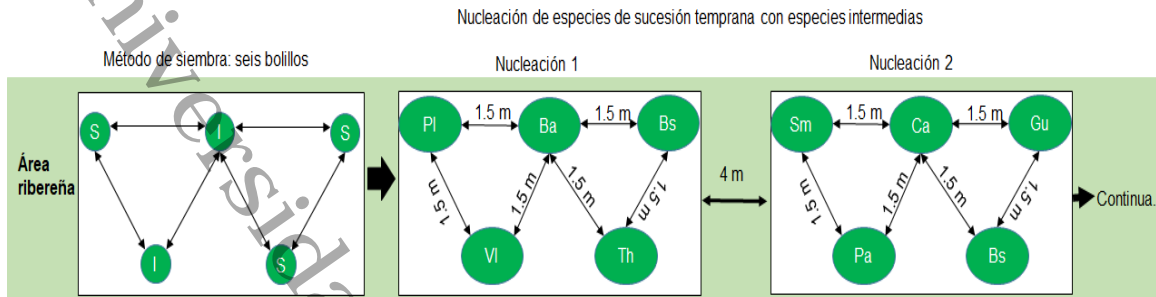 Nucleación de especies de sucesión temprana con especies intermedias
Método de siembra: seis bolillos
Nucleación 1
Nucleación 2
Área
ribereña
S
I
S
I
S
Pl
1.5 m
Ba
1.5 m
Bs
1.5 m
1.5 m
1.5 m
1.5 m
Vl
Th
4 m
Sm
1.5 m
Ca
1.5 m
Gu
1.5 m
1.5 m
1.5 m
1.5 m
Pa
Bs
Continua.
niversida